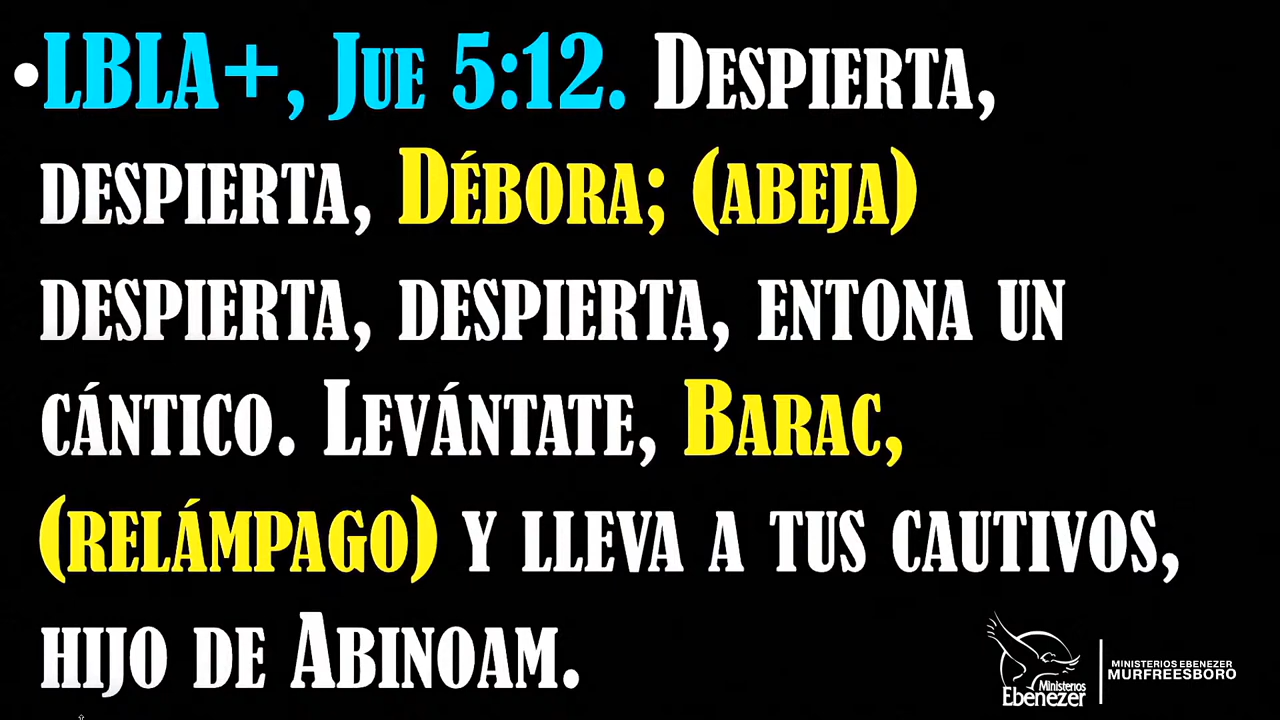 •LBLA+, Jue 5:12. Despierta,
despierta, Débora; (abeja)
despierta, despierta, entona un
cántico. Levántate, Barac,
(relámpago) y lleva a tus cautivos,
hijo de Abinoam.
Ministerios
Ebenezer
MINISTERIOS EBENEZER
MURFREESBORO